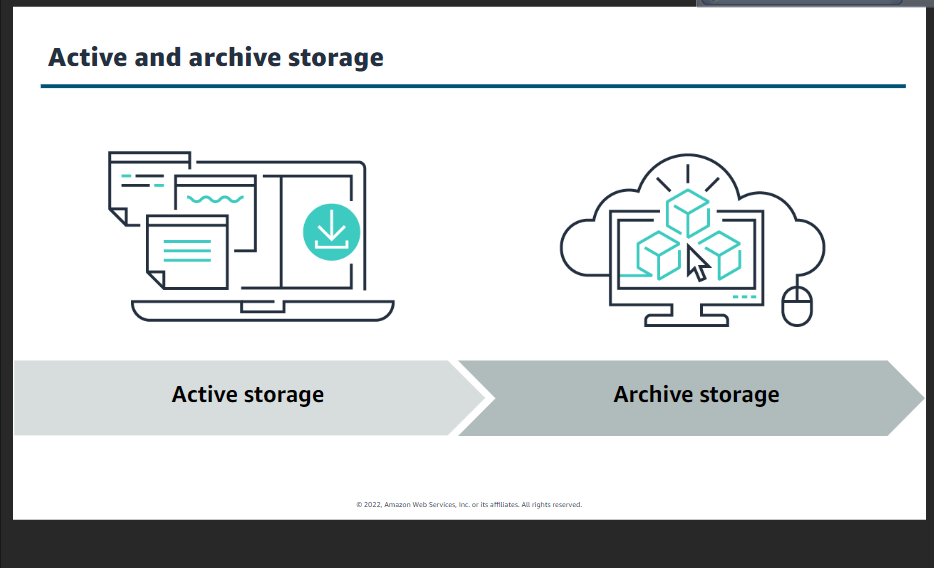 Active and archive storage
Active storage
Archive storage
© 2022, Amazon Web Services, Inc. or its affiliates. All rights reserved.